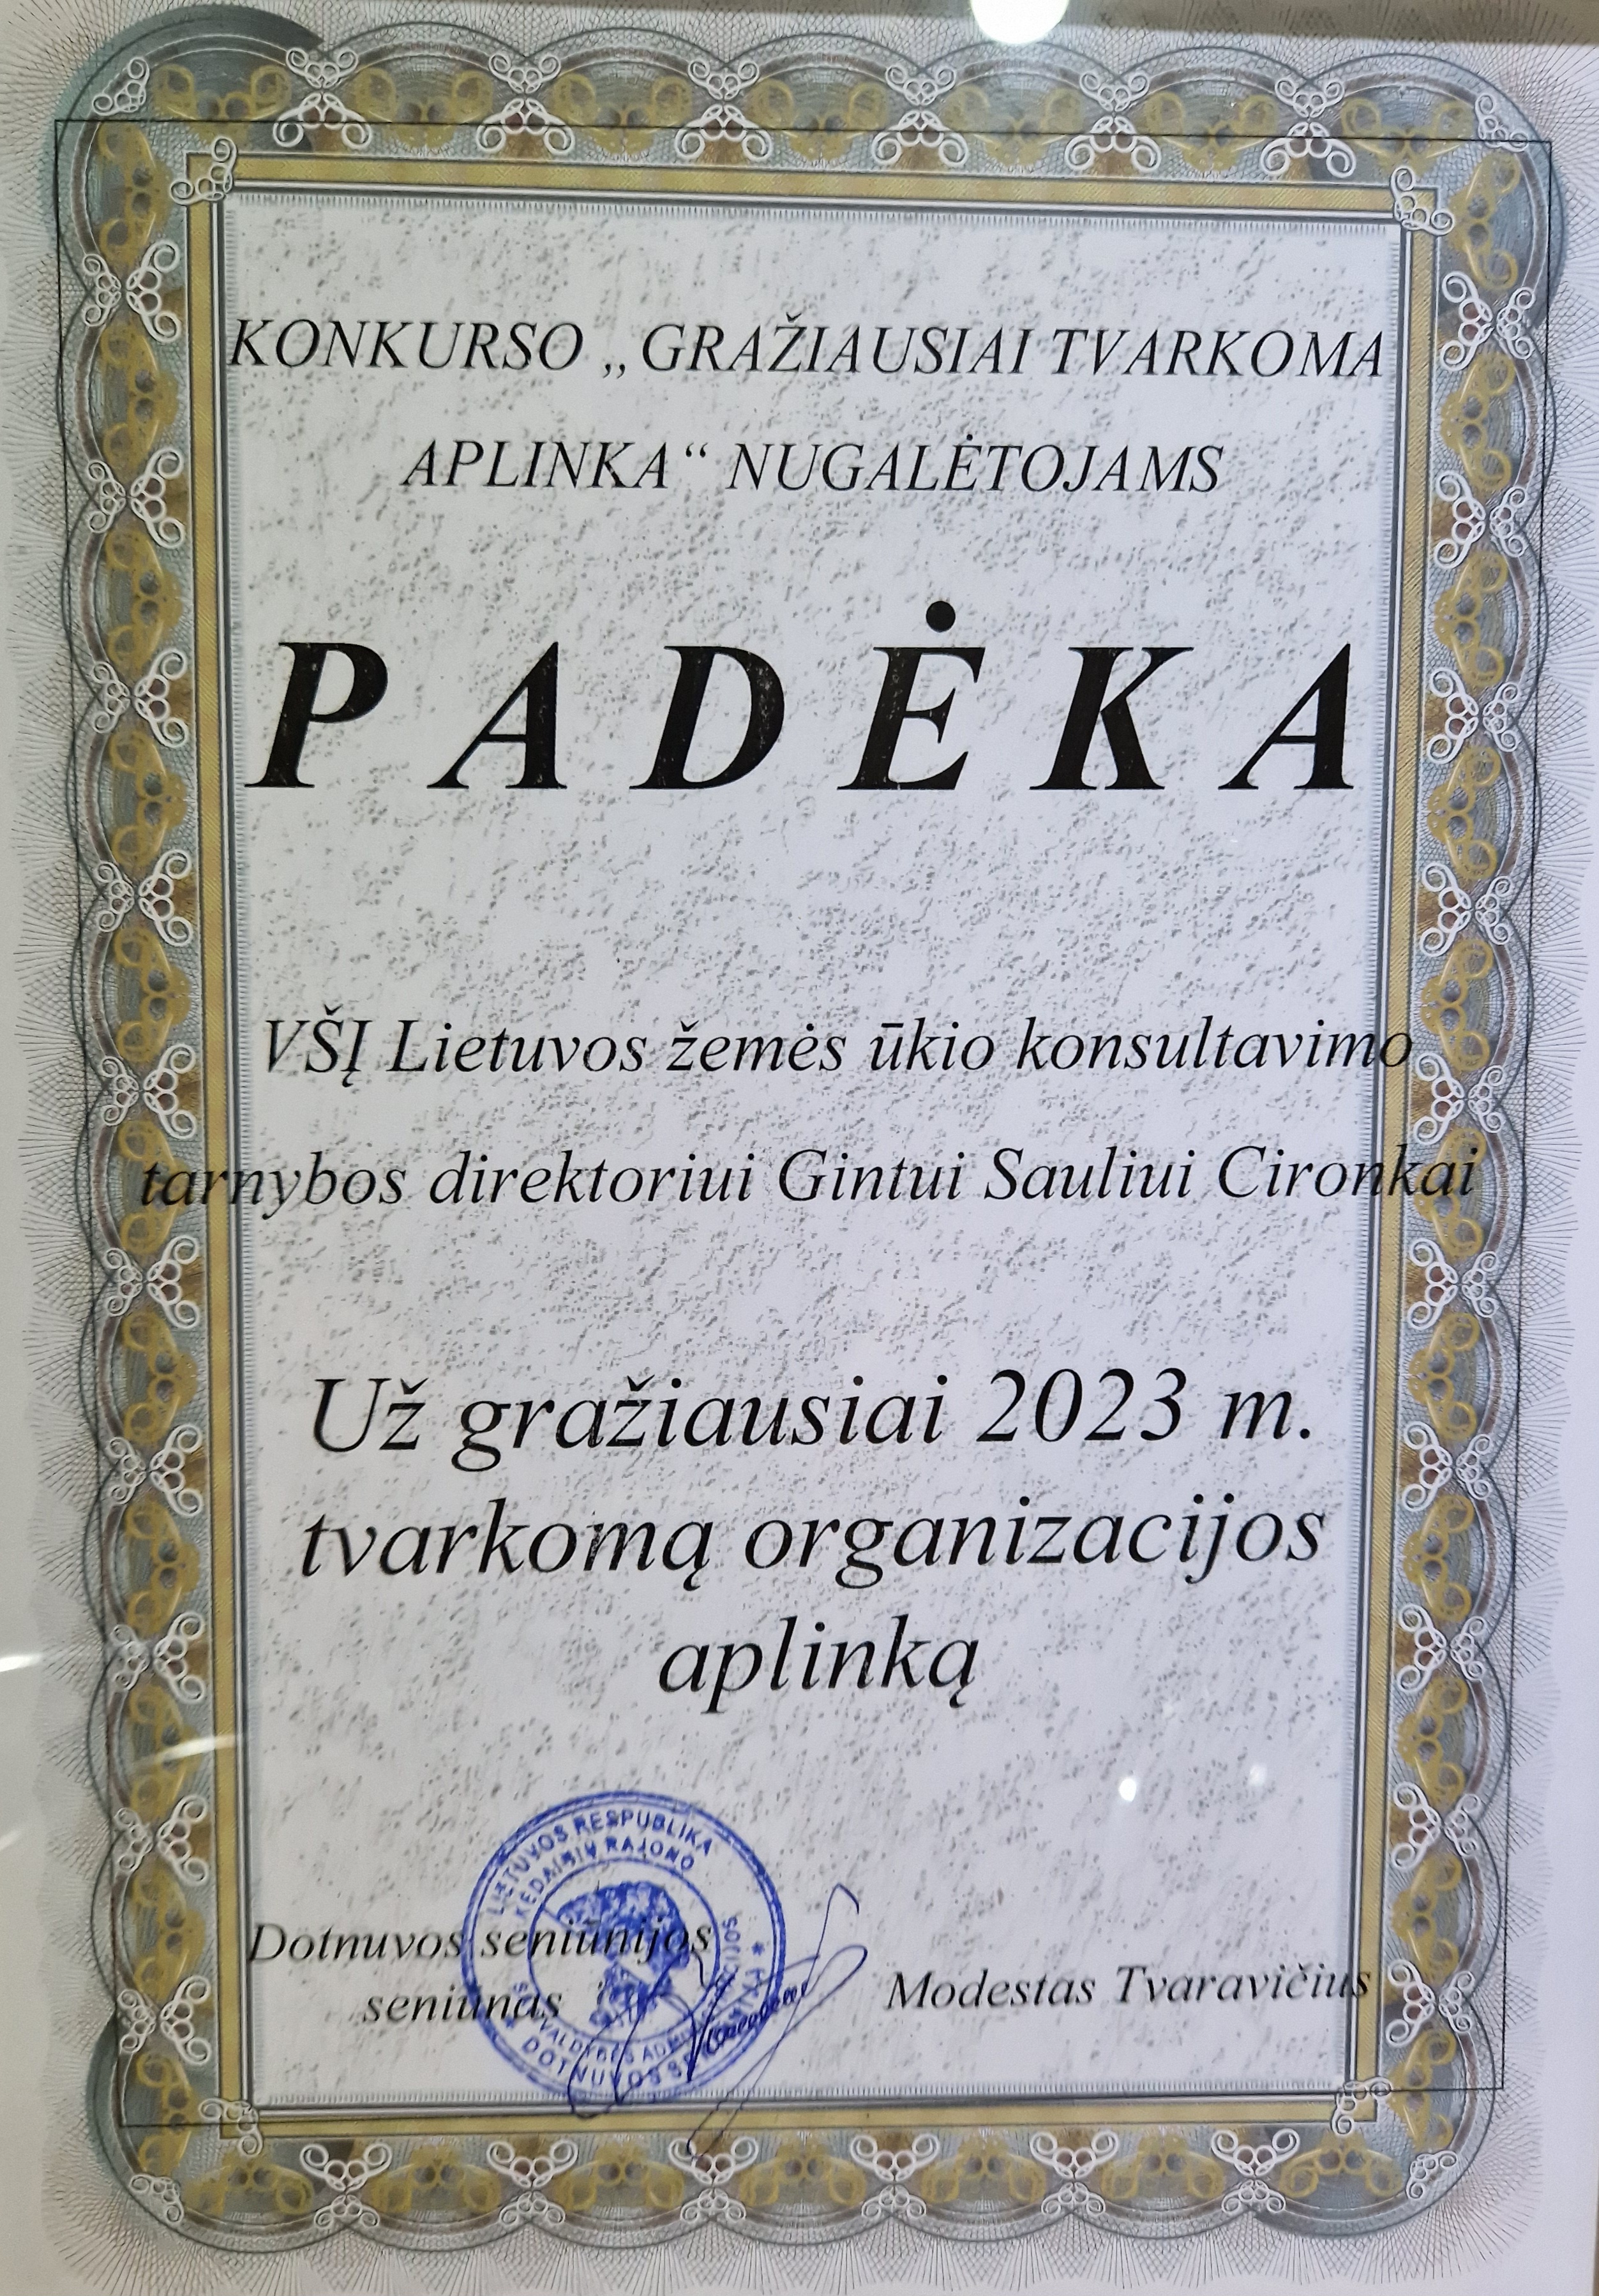 KONKURSO „GRAŽIAUSIAI TVARKOMA
APLINKA“ NUGALĖTOJAMS
PADĖKA
VŠĮ Lietuvos žemės ūkio konsultavimo
tarnybos direktoriui Gintui Sauliui Cironkai
Už gražiausiai 2023 m.
tvarkomą organizacijos
aplinką
LIETUVOS RESPUBLIKA
KĖDAINIŲ RAJONO
Dotnuvos seniūnijos
seniūnas
Modestas Tvaravičius
DOTNUVOS